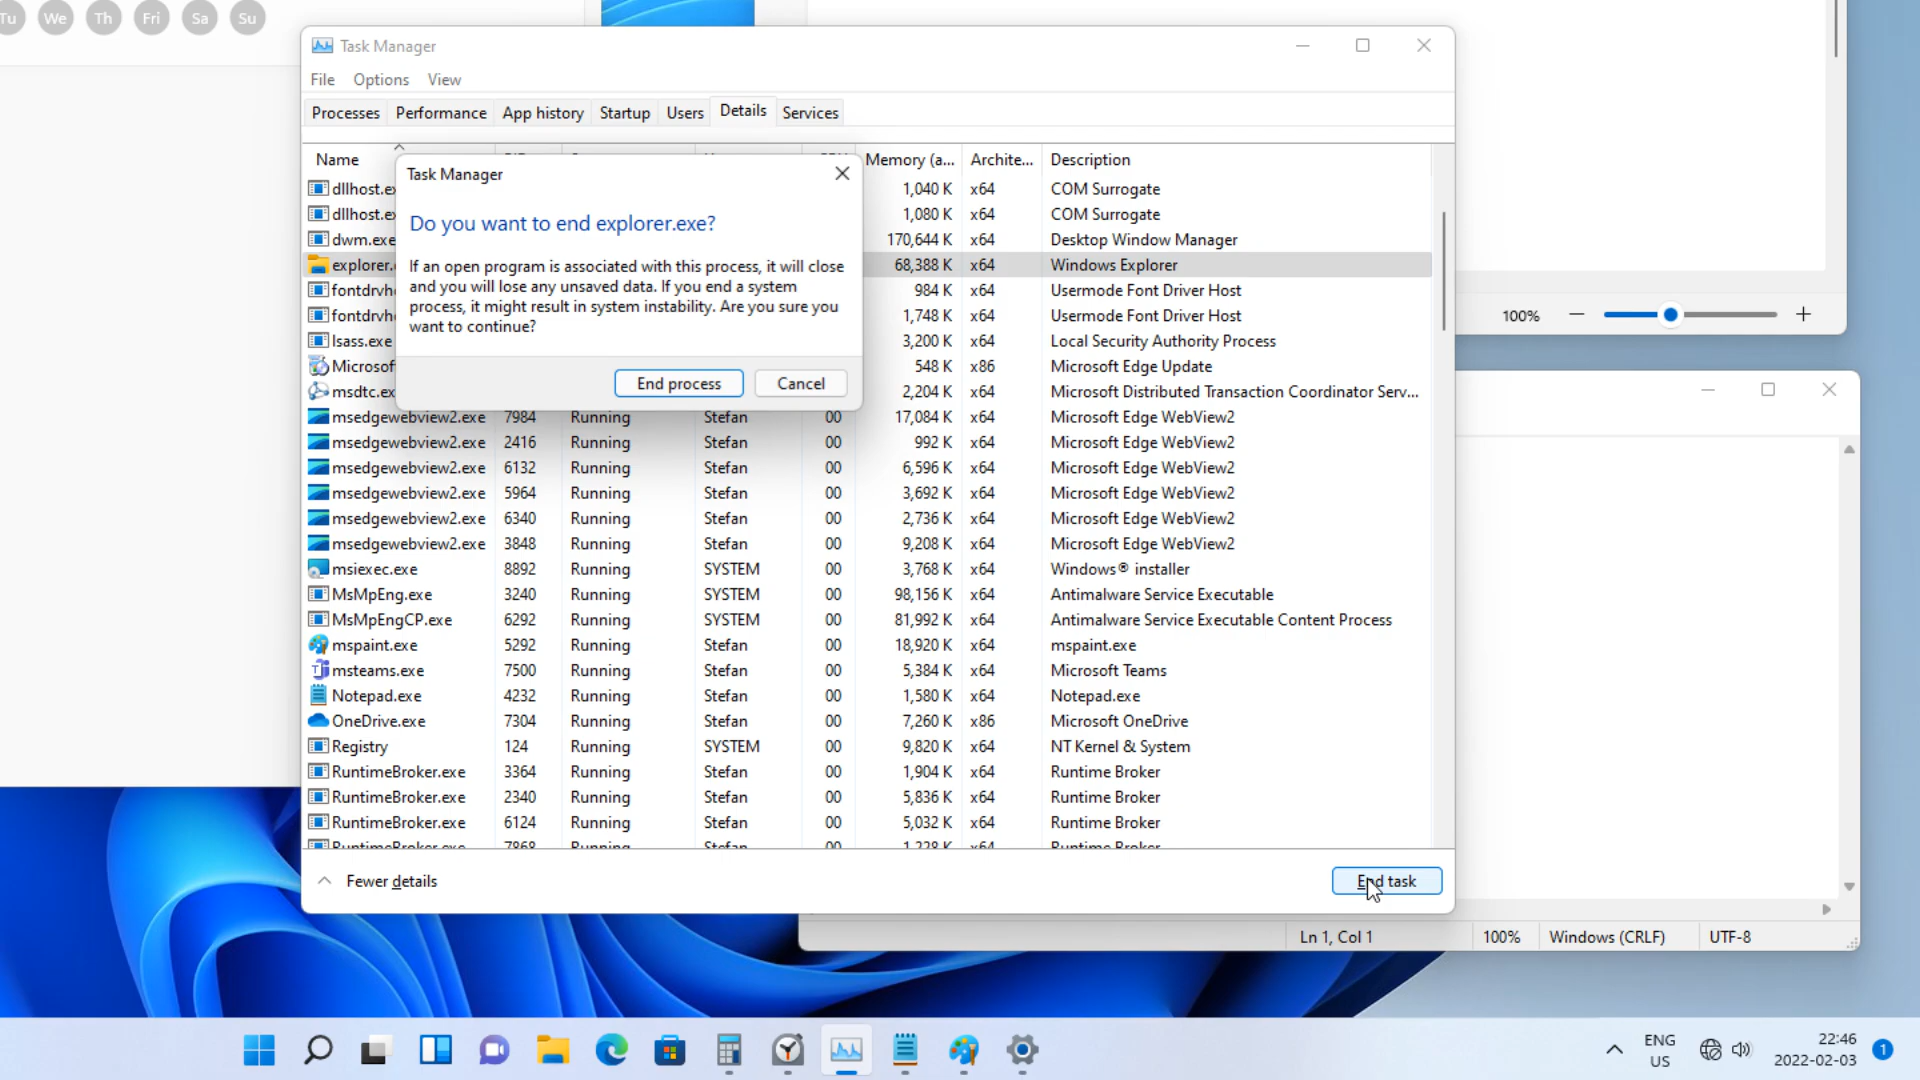 Tu We Th Fri Sa Su
Task Manager
File Options View
Processes Performance App history Startup Users Details Services
Name Memory (a... Archite... Description
Task Manager
Do you want to end explorer.exe?
If an open program is associated with this process, it will close
and you will lose any unsaved data. If you end a system
process, it might result in system instability. Are you sure you
want to continue?
End process Cancel
dllhost.ex 1,040 K x64 COM Surrogate
dllhost.ex 1,080 K x64 COM Surrogate
dwm.exe 170,644 K x64 Desktop Window Manager
explorer. 68,388 K x64 Windows Explorer
fontdrvh 984 K x64 Usermode Font Driver Host
fontdrvh 1,748 K x64 Usermode Font Driver Host
lsass.exe 3,200 K x64 Local Security Authority Process
Microsof 548 K x86 Microsoft Edge Update
msdtc.ex 2,204 K x64 Microsoft Distributed Transaction Coordinator Serv...
msedgewebview2.exe 7984 Running Stefan 00 17,084 K x64 Microsoft Edge WebView2
msedgewebview2.exe 2416 Running Stefan 00 992 K x64 Microsoft Edge WebView2
msedgewebview2.exe 6132 Running Stefan 00 6,596 K x64 Microsoft Edge WebView2
msedgewebview2.exe 5964 Running Stefan 00 3,692 K x64 Microsoft Edge WebView2
msedgewebview2.exe 6340 Running Stefan 00 2,736 K x64 Microsoft Edge WebView2
msedgewebview2.exe 3848 Running Stefan 00 9,208 K x64 Microsoft Edge WebView2
msiexec.exe 8892 Running SYSTEM 00 3,768 K x64 Windows® installer
MsMpEng.exe 3240 Running SYSTEM 00 98,156 K x64 Antimalware Service Executable
MsMpEngCP.exe 6292 Running SYSTEM 00 81,992 K x64 Antimalware Service Executable Content Process
mspaint.exe 5292 Running Stefan 00 18,920 K x64 mspaint.exe
msteams.exe 7500 Running Stefan 00 5,384 K x64 Microsoft Teams
Notepad.exe 4232 Running Stefan 00 1,580 K x64 Notepad.exe
OneDrive.exe 7304 Running Stefan 00 7,260 K x86 Microsoft OneDrive
Registry 124 Running SYSTEM 00 9,820 K x64 NT Kernel & System
RuntimeBroker.exe 3364 Running Stefan 00 1,904 K x64 Runtime Broker
RuntimeBroker.exe 2340 Running Stefan 00 5,836 K x64 Runtime Broker
RuntimeBroker.exe 6124 Running Stefan 00 5,032 K x64 Runtime Broker
RuntimeBroker.exe 7868 Running Stefan 00 1,228 K x64 Runtime Broker
Fewer details End task
100%
Ln 1, Col 1 100% Windows (CRLF) UTF-8
ENG
US
22:46
2022-02-03
1